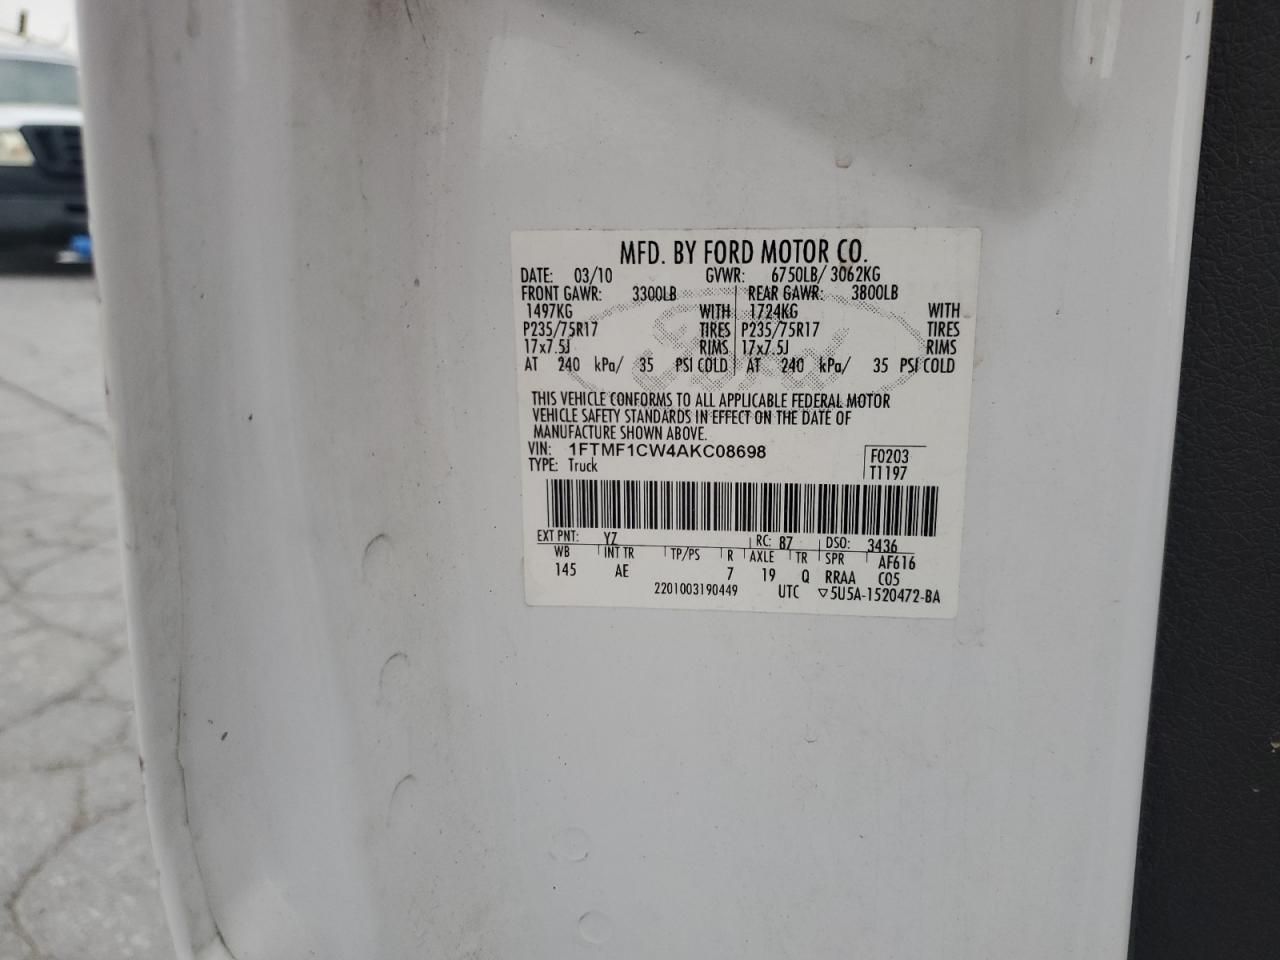 MFD. BY FORD MOTOR CO.
DATE: 03/10 GVWR: 6750LB/ 3062KG
FRONT GAWR: 3300LB REAR GAWR: 3800LB
1497KG WITH 1724KG WITH
P235/75R17 TIRES P235/75R17 TIRES
17x7.5J RIMS 17x7.5J RIMS
AT 240 kPa/ 35 PSI COLD AT 240 kPa/ 35 PSI COLD
THIS VEHICLE CONFORMS TO ALL APPLICABLE FEDERAL MOTOR
VEHICLE SAFETY STANDARDS IN EFFECT ON THE DATE OF
MANUFACTURE SHOWN ABOVE.
VIN: 1FTMF1CW4AKC08698 F0203
TYPE: Truck T1197
EXT PNT: YZ RC: 87 DSO: 3436
WB INT TR TP/PS R AXLE TR SPR AF616
145 AE 7 19 Q RRAA C05
2201003190449 UTC ▽5U5A-1520472-BA
Ford